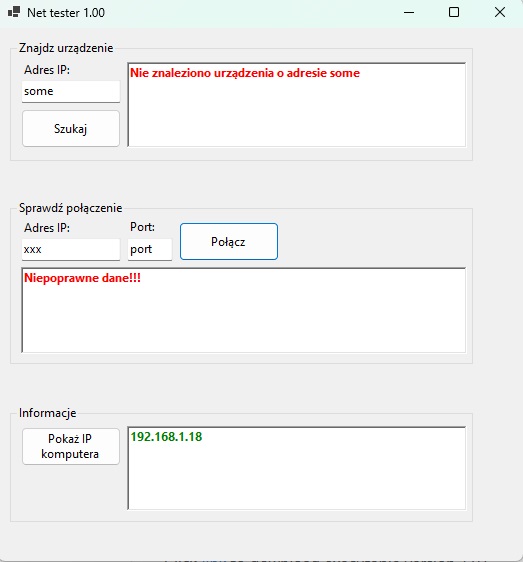 Net tester 1.00
Znajdz urządzenie
Adres IP:
some
Szukaj
Nie znaleziono urządzenia o adresie some
Sprawdź połączenie
Adres IP:
Port:
xxx
port
Połącz
Niepoprawne dane!!!
Informacje
Pokaż IP
komputera
192.168.1.18